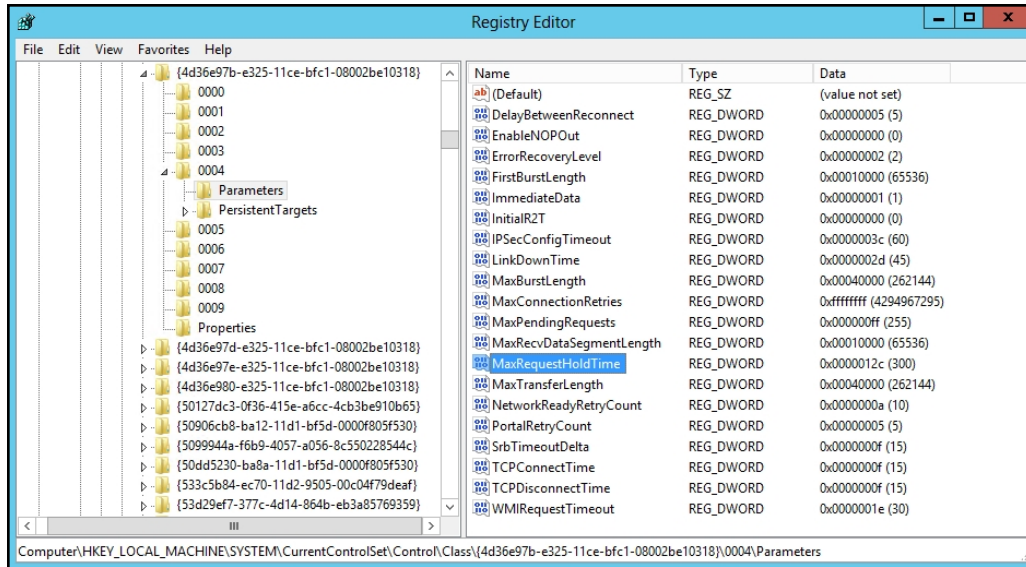 Registry Editor
File Edit View Favorites Help
{4d36e97b-e325-11ce-bfc1-08002be10318}
0000
0001
0002
0003
0004
Parameters
PersistentTargets
0005
0006
0007
0008
0009
Properties
{4d36e97d-e325-11ce-bfc1-08002be10318}
{4d36e97e-e325-11ce-bfc1-08002be10318}
{4d36e980-e325-11ce-bfc1-08002be10318}
{50127dc3-0f36-415e-a6cc-4cb3be910b65}
{50906cb8-ba12-11d1-bf5d-0000f805f530}
{5099944a-f6b9-4057-a056-8c550228544c}
{50dd5230-ba8a-11d1-bf5d-0000f805f530}
{533c5b84-ec70-11d2-9505-00c04f79deaf}
{53d29ef7-377c-4d14-864b-eb3a85769359}
Name Type Data
(Default) REG_SZ (value not set)
DelayBetweenReconnect REG_DWORD 0x00000005 (5)
EnableNOPOut REG_DWORD 0x00000000 (0)
ErrorRecoveryLevel REG_DWORD 0x00000002 (2)
FirstBurstLength REG_DWORD 0x00010000 (65536)
ImmediateData REG_DWORD 0x00000001 (1)
InitialR2T REG_DWORD 0x00000000 (0)
IPSecConfigTimeout REG_DWORD 0x0000003c (60)
LinkDownTime REG_DWORD 0x0000002d (45)
MaxBurstLength REG_DWORD 0x00040000 (262144)
MaxConnectionRetries REG_DWORD 0xffffffff (4294967295)
MaxPendingRequests REG_DWORD 0x000000ff (255)
MaxRecvDataSegmentLength REG_DWORD 0x00010000 (65536)
MaxRequestHoldTime REG_DWORD 0x0000012c (300)
MaxTransferLength REG_DWORD 0x00040000 (262144)
NetworkReadyRetryCount REG_DWORD 0x0000000a (10)
PortalRetryCount REG_DWORD 0x00000005 (5)
SrbTimeoutDelta REG_DWORD 0x0000000f (15)
TCPConnectTime REG_DWORD 0x0000000f (15)
TCPDisconnectTime REG_DWORD 0x0000000f (15)
WMIRequestTimeout REG_DWORD 0x0000001e (30)
Computer\HKEY_LOCAL_MACHINE\SYSTEM\CurrentControlSet\Control\Class\{4d36e97b-e325-11ce-bfc1-08002be10318}\0004\Parameters